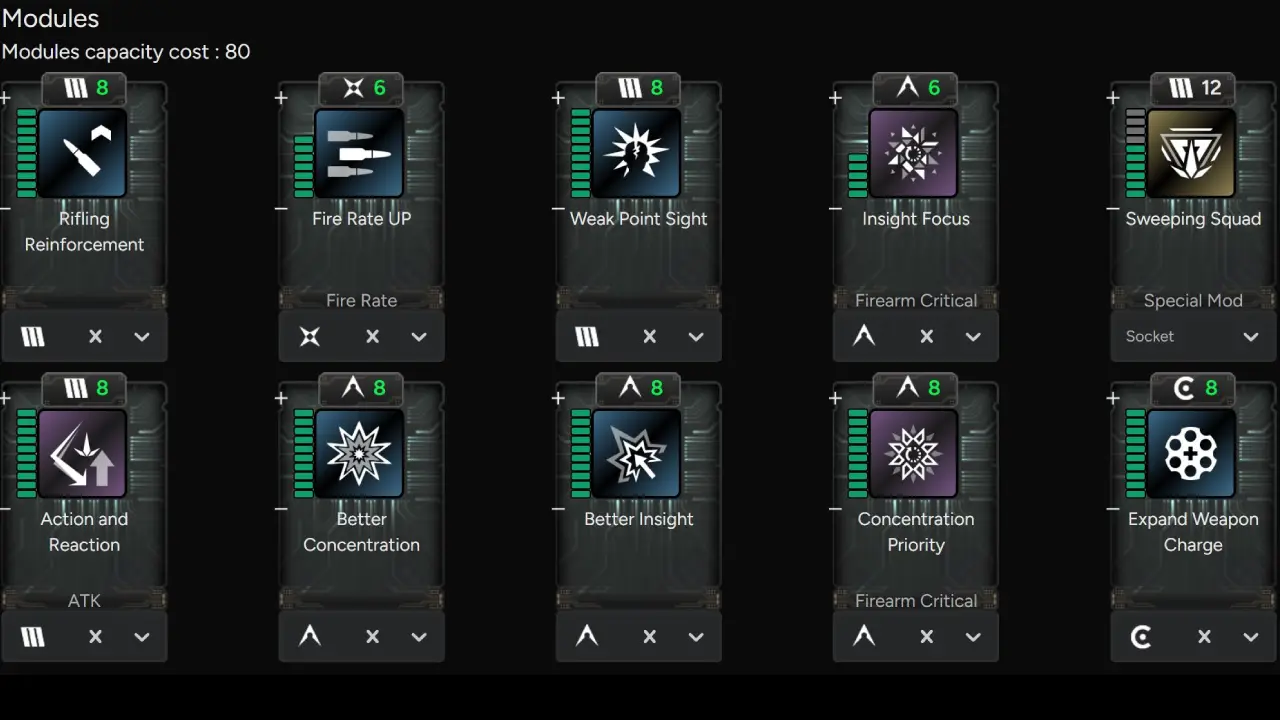 Modules
Modules capacity cost : 80
8
6
8
6
12
Rifling
Reinforcement
Fire Rate UP
Weak Point Sight
Insight Focus
Sweeping Squad
Fire Rate
Firearm Critical
Special Mod
Socket
8
8
8
8
8
Action and
Reaction
Better
Concentration
Better Insight
Concentration
Priority
Expand Weapon
Charge
ATK
Firearm Critical